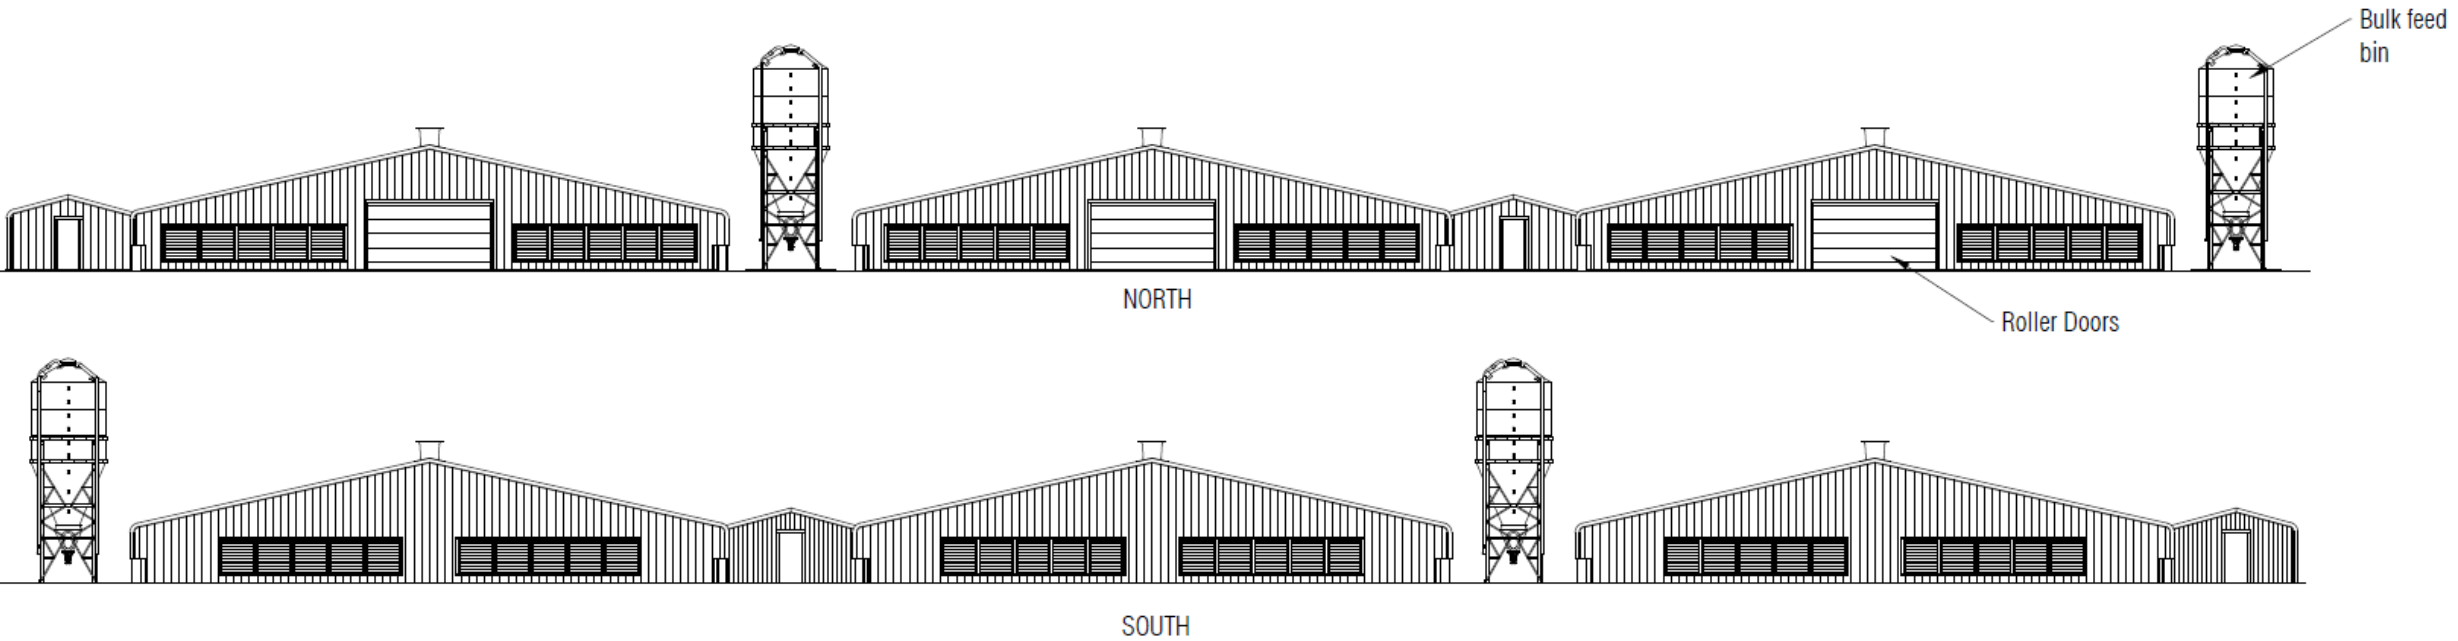 Bulk feed
bin
NORTH
Roller Doors
SOUTH